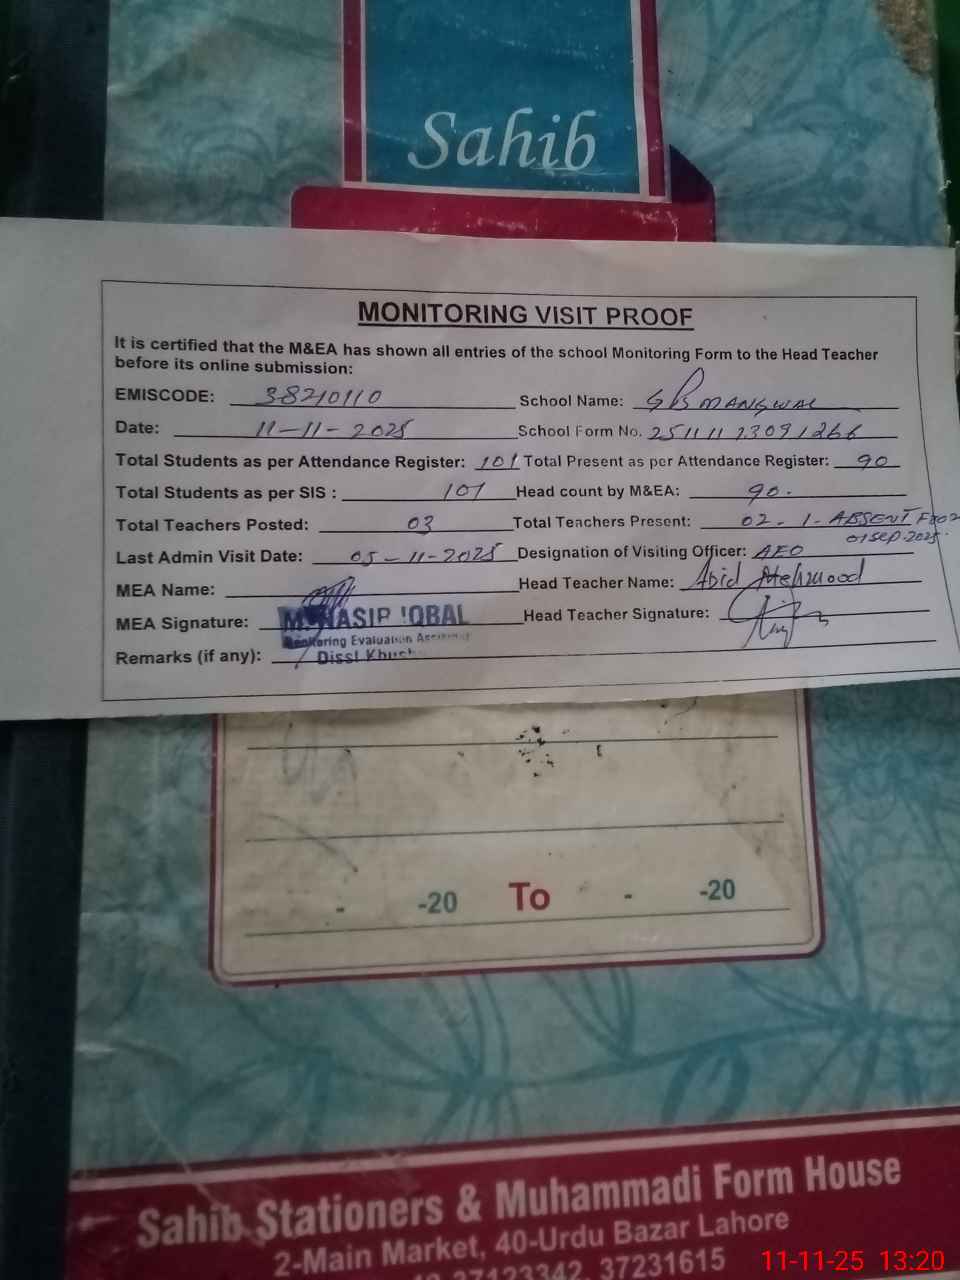 Sahib
MONITORING VISIT PROOF
It is certified that the M&EA has shown all entries of the school Monitoring Form to the Head Teacher
before its online submission:
EMISCODE: 38210110 School Name: MANGWAL
Date: 11-11-2025 School Form No. 251111
Total Students as per Attendance Register: 101 Total Present as per Attendance Register: 90
Total Students as per SIS : 101 Head count by M&EA: 90.
Total Teachers Posted: 03 Total Teachers Present: 02 - 1 - ABSENT
01 SEP. 2025.
Last Admin Visit Date: 05-11-2025 Designation of Visiting Officer: AEO
MEA Name: Head Teacher Name: Abid Mehmood
MEA Signature: M. NASIR IQBAL Head Teacher Signature:
Monitoring Evaluation
Remarks (if any): Disst
-20 To - -20
Sahib Stationers & Muhammadi Form House
2-Main Market, 40-Urdu Bazar Lahore
37123342, 37231615
11-11-25 13:20